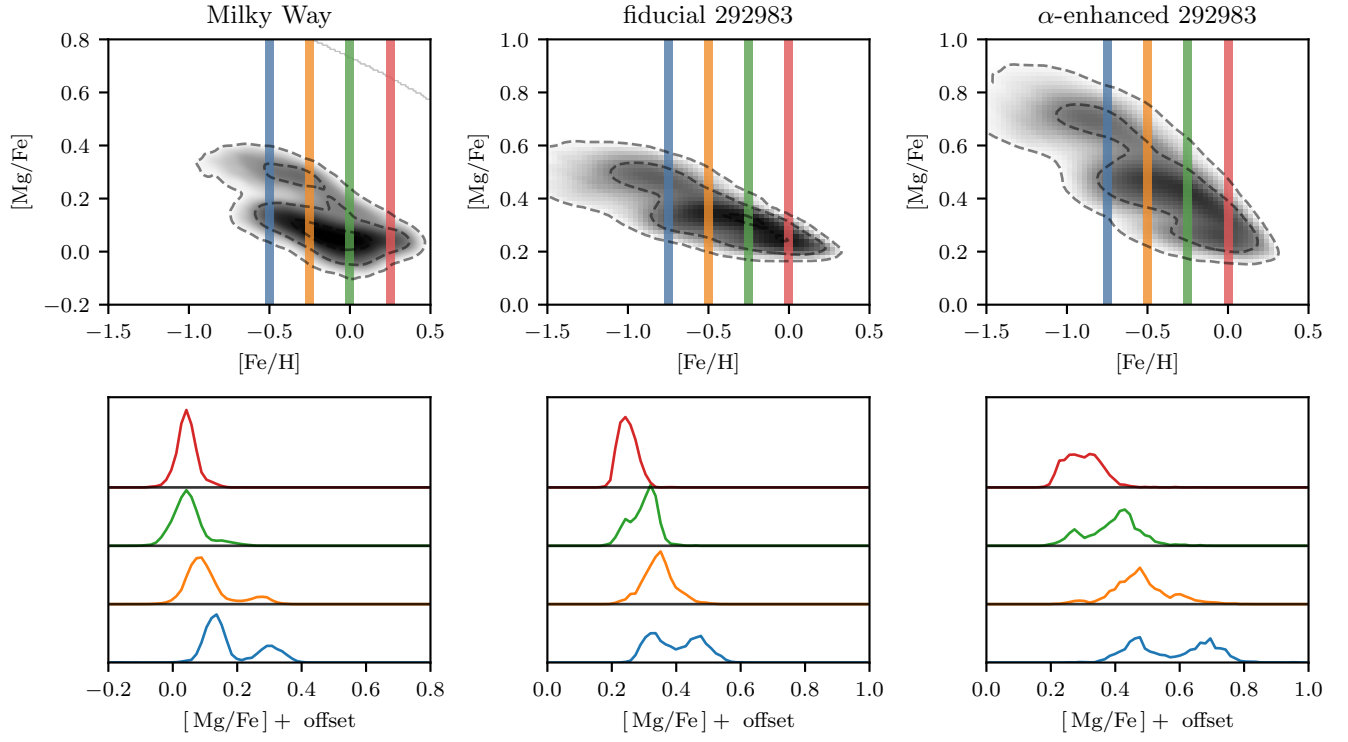 Milky Way
fiducial 292983
α-enhanced 292983
0.8
0.6
0.4
0.2
0.0
−0.2
[Mg/Fe]
−1.5 −1.0 −0.5 0.0 0.5
[Fe/H]
1.0
0.8
0.6
0.4
0.2
0.0
[Mg/Fe]
−1.5 −1.0 −0.5 0.0 0.5
[Fe/H]
1.0
0.8
0.6
0.4
0.2
0.0
[Mg/Fe]
−1.5 −1.0 −0.5 0.0 0.5
[Fe/H]
−0.2 0.0 0.2 0.4 0.6 0.8
[Mg/Fe] + offset
0.0 0.2 0.4 0.6 0.8 1.0
[Mg/Fe] + offset
0.0 0.2 0.4 0.6 0.8 1.0
[Mg/Fe] + offset